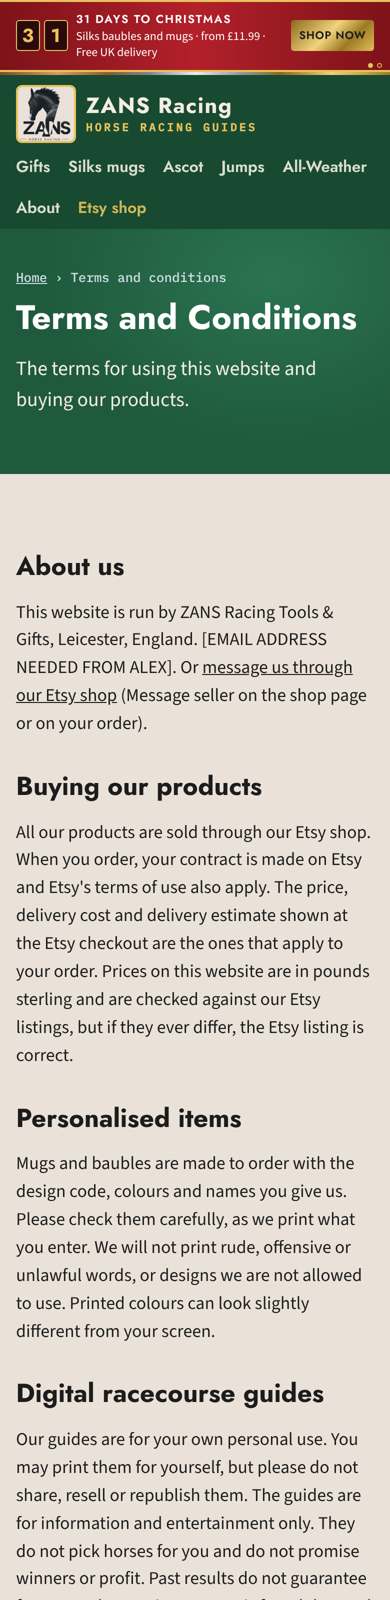 3 1
31 DAYS TO CHRISTMAS
Silks baubles and mugs · from £11.99 ·
Free UK delivery
SHOP NOW
ZANS
ZANS Racing
HORSE RACING GUIDES
Gifts Silks mugs Ascot Jumps All-Weather
About Etsy shop
Home › Terms and conditions
Terms and Conditions
The terms for using this website and
buying our products.
About us
This website is run by ZANS Racing Tools &
Gifts, Leicester, England. [EMAIL ADDRESS
NEEDED FROM ALEX]. Or message us through
our Etsy shop (Message seller on the shop page
or on your order).
Buying our products
All our products are sold through our Etsy shop.
When you order, your contract is made on Etsy
and Etsy's terms of use also apply. The price,
delivery cost and delivery estimate shown at
the Etsy checkout are the ones that apply to
your order. Prices on this website are in pounds
sterling and are checked against our Etsy
listings, but if they ever differ, the Etsy listing is
correct.
Personalised items
Mugs and baubles are made to order with the
design code, colours and names you give us.
Please check them carefully, as we print what
you enter. We will not print rude, offensive or
unlawful words, or designs we are not allowed
to use. Printed colours can look slightly
different from your screen.
Digital racecourse guides
Our guides are for your own personal use. You
may print them for yourself, but please do not
share, resell or republish them. The guides are
for information and entertainment only. They
do not pick horses for you and do not promise
winners or profit. Past results do not guarantee